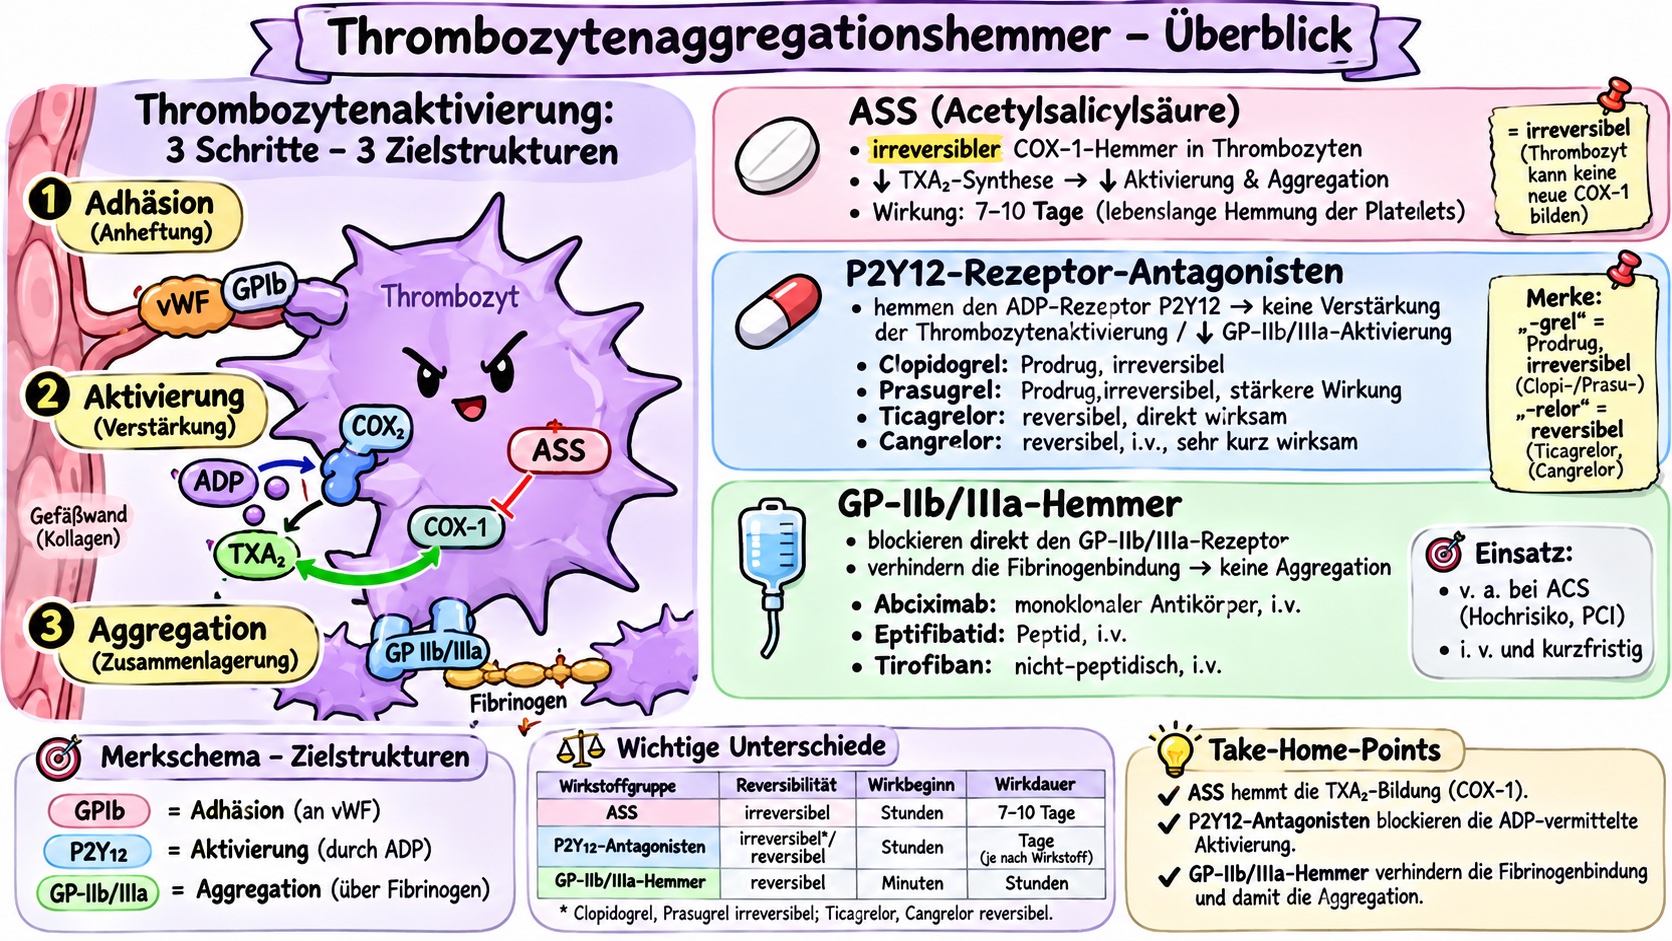 Thrombozytenaggregationshemmer – Überblick
Thrombozytenaktivierung:
3 Schritte – 3 Zielstrukturen
1 Adhäsion
(Anheftung)
vWF
GPIb
Thrombozyt
2 Aktivierung
(Verstärkung)
COX₂
ASS
ADP
COX-1
TXA₂
Gefäßwand
(Kollagen)
3 Aggregation
(Zusammenlagerung)
GP IIb/IIIa
Fibrinogen
ASS (Acetylsalicylsäure)
• irreversibler COX-1-Hemmer in Thrombozyten
• ↓ TXA₂-Synthese → ↓ Aktivierung & Aggregation
• Wirkung: 7–10 Tage (lebenslange Hemmung der Platellets)
= irreversibel
(Thrombozyt
kann keine
neue COX-1
bilden)
P2Y12-Rezeptor-Antagonisten
• hemmen den ADP-Rezeptor P2Y12 → keine Verstärkung
der Thrombozytenaktivierung / ↓ GP-IIb/IIIa-Aktivierung
• Clopidogrel: Prodrug, irreversibel
• Prasugrel: Prodrug,irreversibel, stärkere Wirkung
• Ticagrelor: reversibel, direkt wirksam
• Cangrelor: reversibel, i.v., sehr kurz wirksam
Merke:
„-grel“ =
Prodrug,
irreversibel
(Clopi-/Prasu-)
„-relor“ =
reversibel
(Ticagrelor,
(Cangrelor)
GP-IIb/IIIa-Hemmer
• blockieren direkt den GP-IIb/IIIa-Rezeptor
• verhindern die Fibrinogenbindung → keine Aggregation
• Abciximab: monoklonaler Antikörper, i.v.
• Eptifibatid: Peptid, i.v.
• Tirofiban: nicht-peptidisch, i.v.
Einsatz:
• v. a. bei ACS
(Hochrisiko, PCI)
• i. v. und kurzfristig
Merkschema – Zielstrukturen
GPIb = Adhäsion (an vWF)
P2Y₁₂ = Aktivierung (durch ADP)
GP-IIb/IIIa = Aggregation (über Fibrinogen)
Wichtige Unterschiede
Wirkstoffgruppe Reversibilität Wirkbeginn Wirkdauer
ASS irreversibel Stunden 7–10 Tage
P2Y₁₂-Antagonisten irreversibel*/ reversibel Stunden Tage (je nach Wirkstoff)
GP-IIb/IIIa-Hemmer reversibel Minuten Stunden
* Clopidogrel, Prasugrel irreversibel; Ticagrelor, Cangrelor reversibel.
Take-Home-Points
✓ ASS hemmt die TXA₂-Bildung (COX-1).
✓ P2Y12-Antagonisten blockieren die ADP-vermittelte
Aktivierung.
✓ GP-IIb/IIIa-Hemmer verhindern die Fibrinogenbindung
und damit die Aggregation.